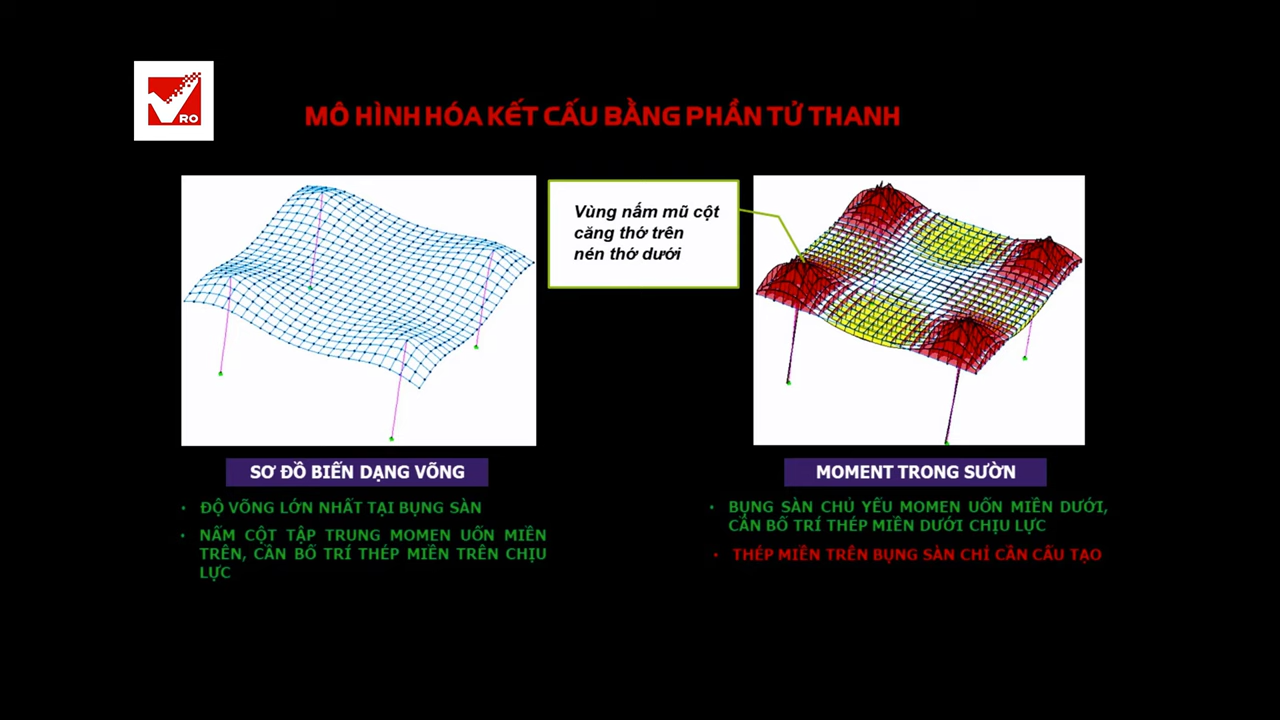 RO
MÔ HÌNH HÓA KẾT CẤU BẰNG PHẦN TỬ THANH
Vùng nấm mũ cột
căng thớ trên
nén thớ dưới
SƠ ĐỒ BIẾN DẠNG VÕNG
• ĐỘ VÕNG LỚN NHẤT TẠI BỤNG SÀN
• NẤM CỘT TẬP TRUNG MOMEN UỐN MIỀN
TRÊN, CẦN BỐ TRÍ THÉP MIỀN TRÊN CHỊU
LỰC
MOMENT TRONG SƯỜN
• BỤNG SÀN CHỦ YẾU MOMEN UỐN MIỀN DƯỚI,
CẦN BỐ TRÍ THÉP MIỀN DƯỚI CHỊU LỰC
• THÉP MIỀN TRÊN BỤNG SÀN CHỈ CẦN CẤU TẠO